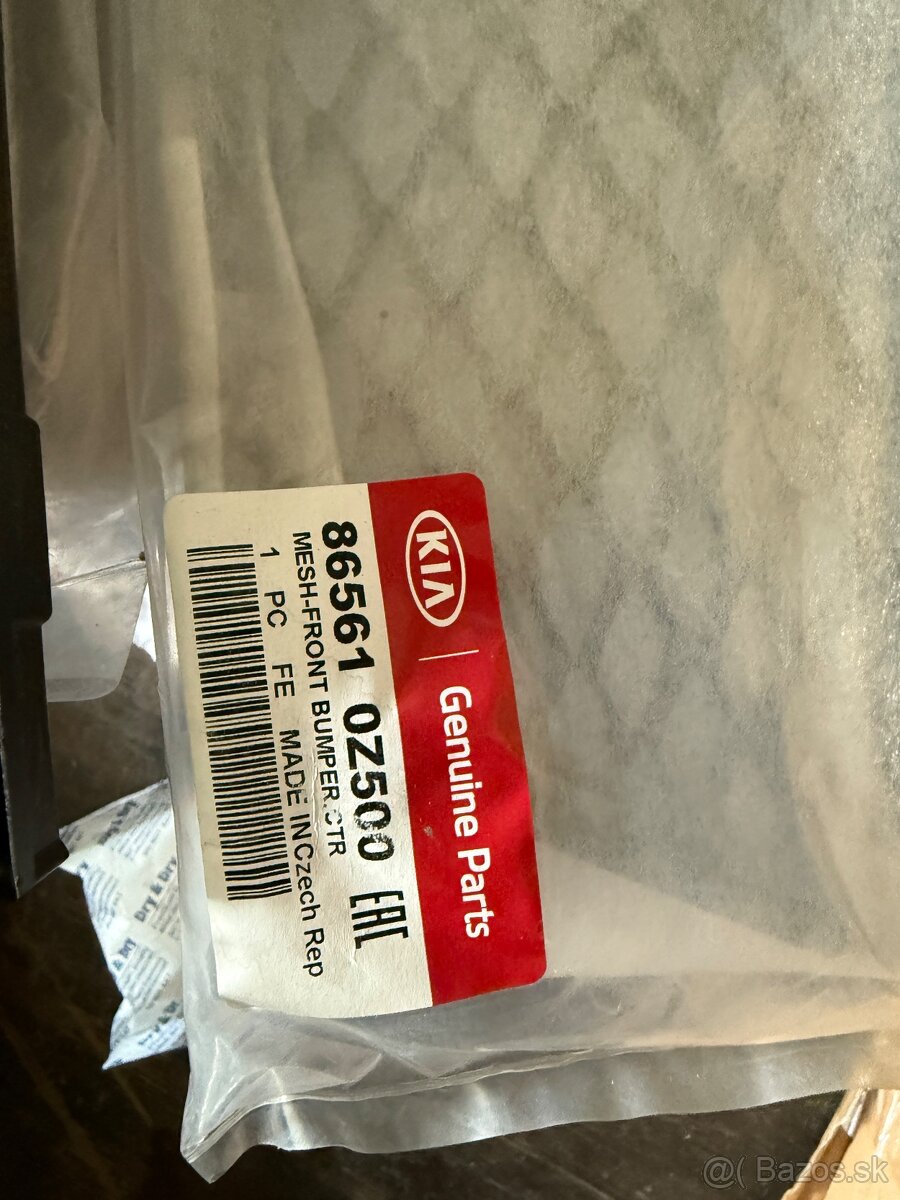 KIA | Genuine Parts
86561 0Z500 EAC
MESH-FRONT BUMPER.CTR
1 PC FE MADE IN Czech Rep
Dry & Dry
& Dry
@( Bazos.sk